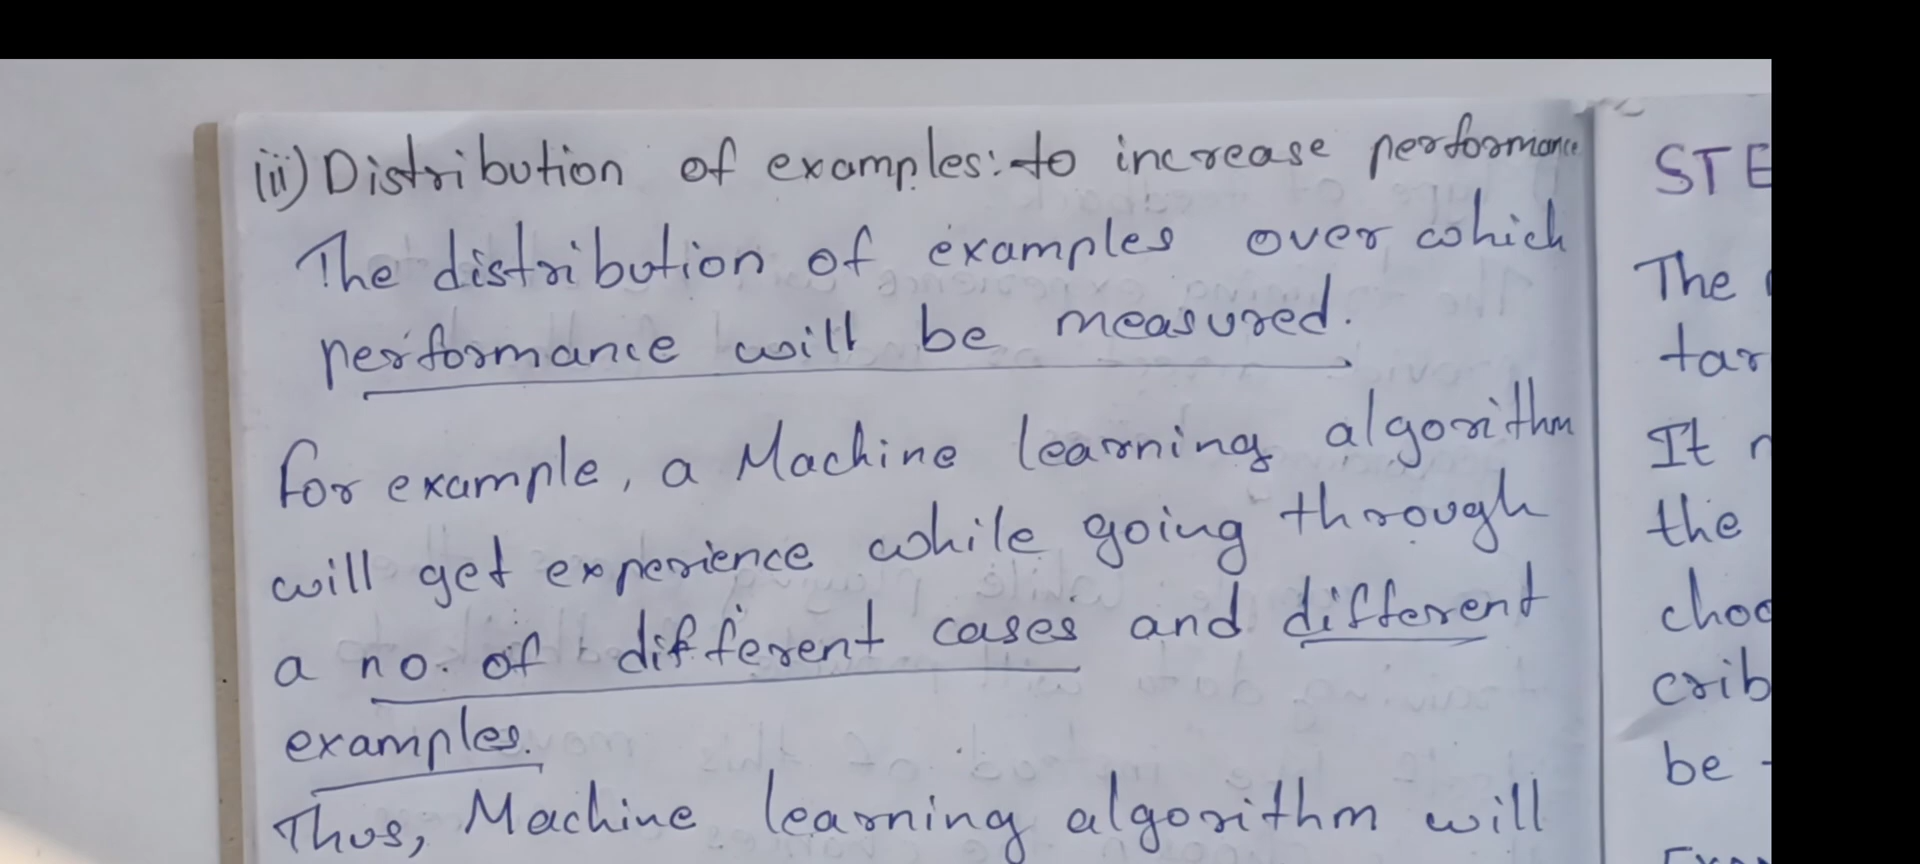 (ii) Distribution of examples: to increase performance
The distribution of examples over which
performance will be measured.
for example, a Machine learning algorithm
will get experience while going through
a no. of different cases and different
examples.
Thus, Machine learning algorithm will
STE
The
tar
It
the
choo
crib
be